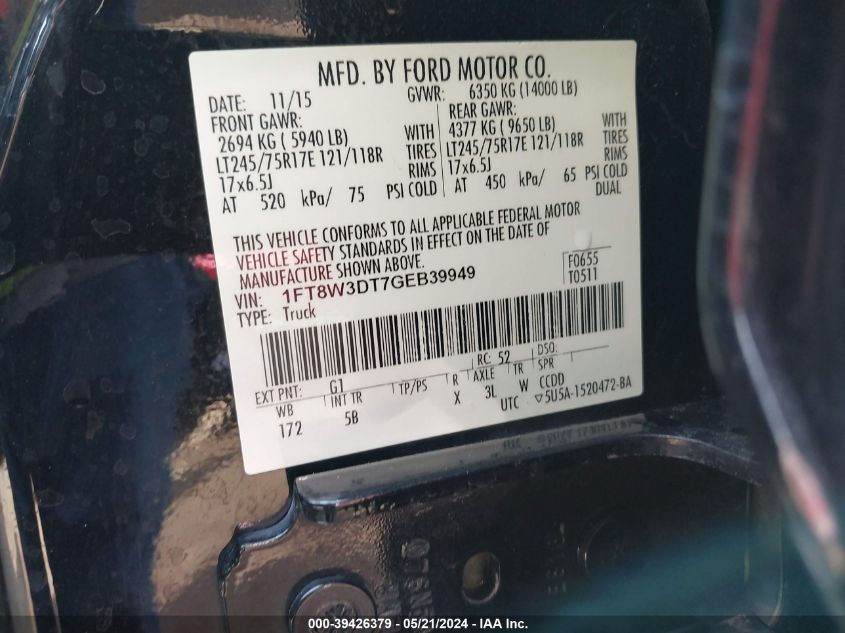 MFD. BY FORD MOTOR CO.
DATE: 11/15 GVWR: 6350 KG (14000 LB)
FRONT GAWR: REAR GAWR:
2694 KG ( 5940 LB) WITH 4377 KG ( 9650 LB) WITH
LT245/75R17E 121/118R TIRES LT245/75R17E 121/118R TIRES
17x6.5J RIMS 17x6.5J RIMS
AT 520 kPa/ 75 PSI COLD AT 450 kPa/ 65 PSI COLD
DUAL
THIS VEHICLE CONFORMS TO ALL APPLICABLE FEDERAL MOTOR
VEHICLE SAFETY STANDARDS IN EFFECT ON THE DATE OF
MANUFACTURE SHOWN ABOVE.
F0655
VIN: 1FT8W3DT7GEB39949 T0511
TYPE: Truck
EXT PNT: G1 RC: 52 DSO:
WB INT TR TP/PS R AXLE TR SPR
172 5B X 3L W CCDD
UTC ▽5U5A-1520472-BA
000-39426379 - 05/21/2024 - IAA Inc.